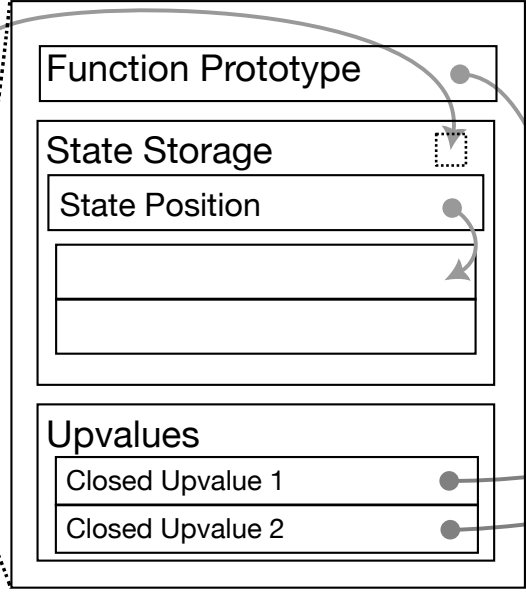 Function Prototype
State Storage
State Position
Upvalues
Closed Upvalue 1
Closed Upvalue 2